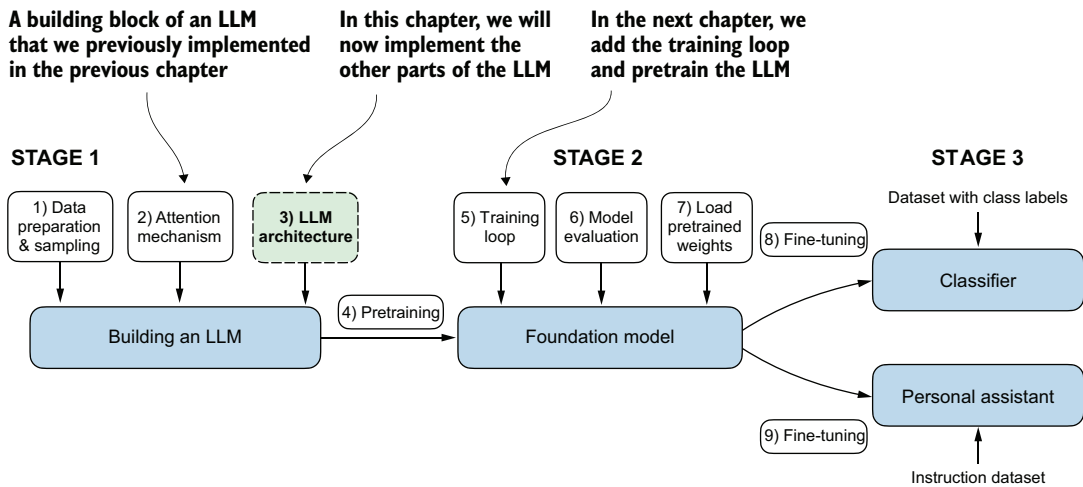 A building block of an LLM
that we previously implemented
in the previous chapter
In this chapter, we will
now implement the
other parts of the LLM
In the next chapter, we
add the training loop
and pretrain the LLM
STAGE 1
STAGE 2
STAGE 3
1) Data
preparation
& sampling
2) Attention
mechanism
3) LLM
architecture
5) Training
loop
6) Model
evaluation
7) Load
pretrained
weights
Dataset with class labels
8) Fine-tuning
Classifier
Building an LLM
4) Pretraining
Foundation model
Personal assistant
9) Fine-tuning
Instruction dataset